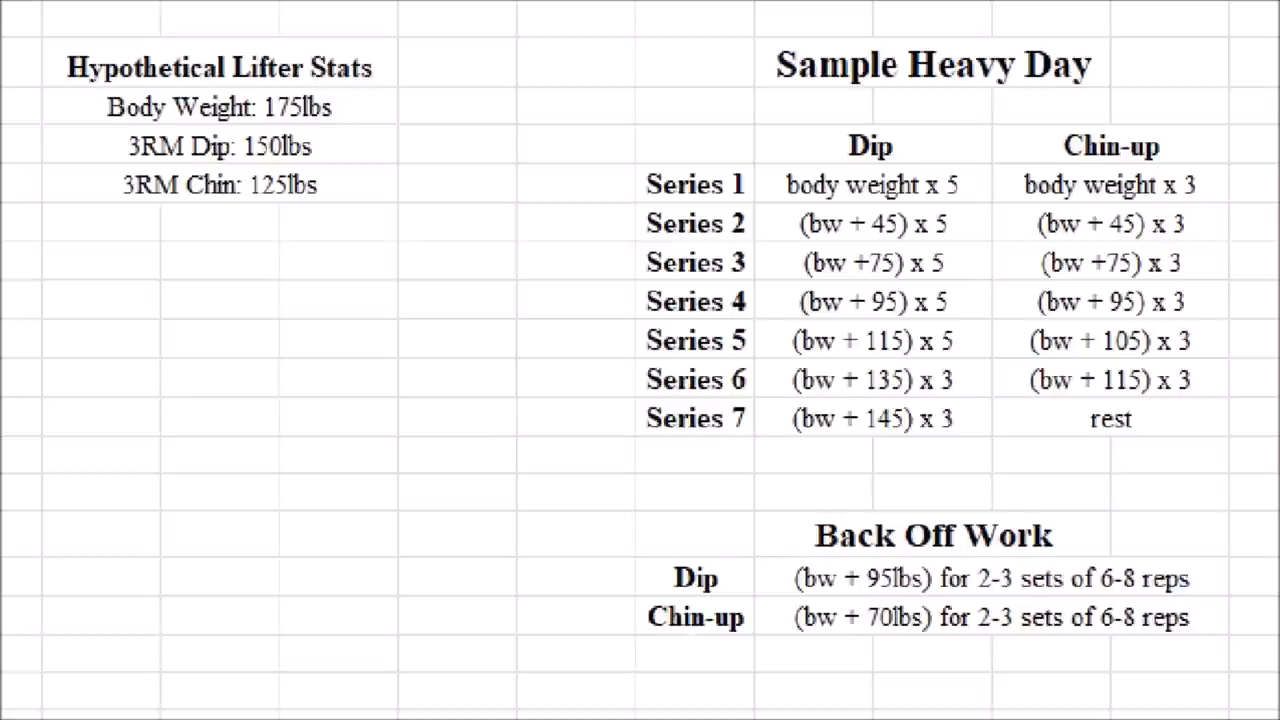 Hypothetical Lifter Stats
Body Weight: 175lbs
3RM Dip: 150lbs
3RM Chin: 125lbs
Sample Heavy Day
Dip Chin-up
Series 1 body weight x 5 body weight x 3
Series 2 (bw + 45) x 5 (bw + 45) x 3
Series 3 (bw +75) x 5 (bw +75) x 3
Series 4 (bw + 95) x 5 (bw + 95) x 3
Series 5 (bw + 115) x 5 (bw + 105) x 3
Series 6 (bw + 135) x 3 (bw + 115) x 3
Series 7 (bw + 145) x 3 rest
Back Off Work
Dip (bw + 95lbs) for 2-3 sets of 6-8 reps
Chin-up (bw + 70lbs) for 2-3 sets of 6-8 reps